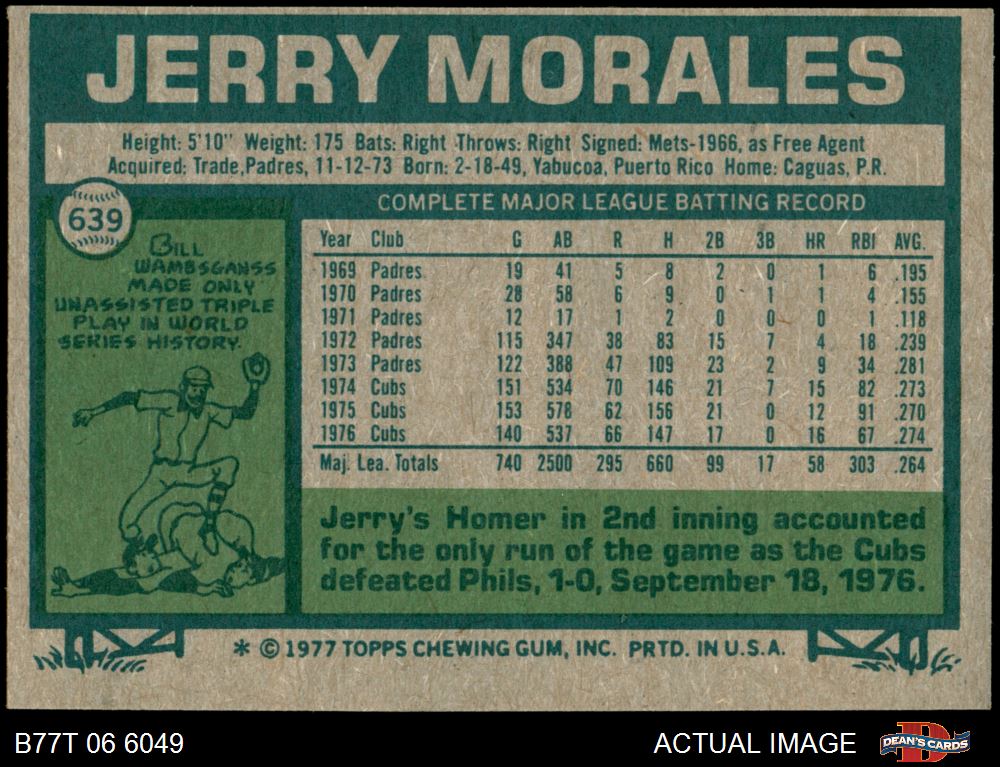 JERRY MORALES
Height: 5'10" Weight: 175 Bats: Right Throws: Right Signed: Mets-1966, as Free Agent
Acquired: Trade,Padres, 11-12-73 Born: 2-18-49, Yabucoa, Puerto Rico Home: Caguas, P.R.
639
BILL
WAMBSGANSS
MADE ONLY
UNASSISTED TRIPLE
PLAY IN WORLD
SERIES HISTORY.
COMPLETE MAJOR LEAGUE BATTING RECORD
Year Club G AB R H 2B 3B HR RBI AVG.
1969 Padres 19 41 5 8 2 0 1 6 .195
1970 Padres 28 58 6 9 0 1 1 4 .155
1971 Padres 12 17 1 2 0 0 0 1 .118
1972 Padres 115 347 38 83 15 7 4 18 .239
1973 Padres 122 388 47 109 23 2 9 34 .281
1974 Cubs 151 534 70 146 21 7 15 82 .273
1975 Cubs 153 578 62 156 21 0 12 91 .270
1976 Cubs 140 537 66 147 17 0 16 67 .274
Maj. Lea. Totals 740 2500 295 660 99 17 58 303 .264
Jerry's Homer in 2nd inning accounted
for the only run of the game as the Cubs
defeated Phils, 1-0, September 18, 1976.
* © 1977 TOPPS CHEWING GUM, INC. PRTD. IN U.S.A.
B77T 06 6049
ACTUAL IMAGE
D
DEAN'S CARDS